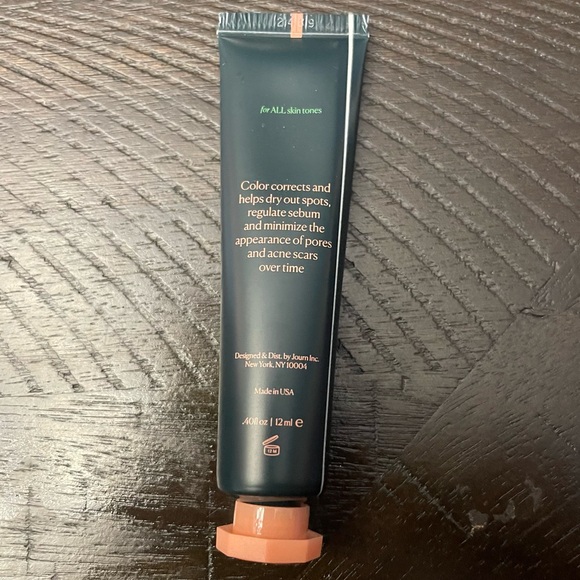 for ALL skin tones
Color corrects and
helps dry out spots,
regulate sebum
and minimize the
appearance of pores
and acne scars
over time
Designed & Dist. by Journ Inc.
New York, NY 10004
Made in USA
.40fl oz | 12 ml e
12 M